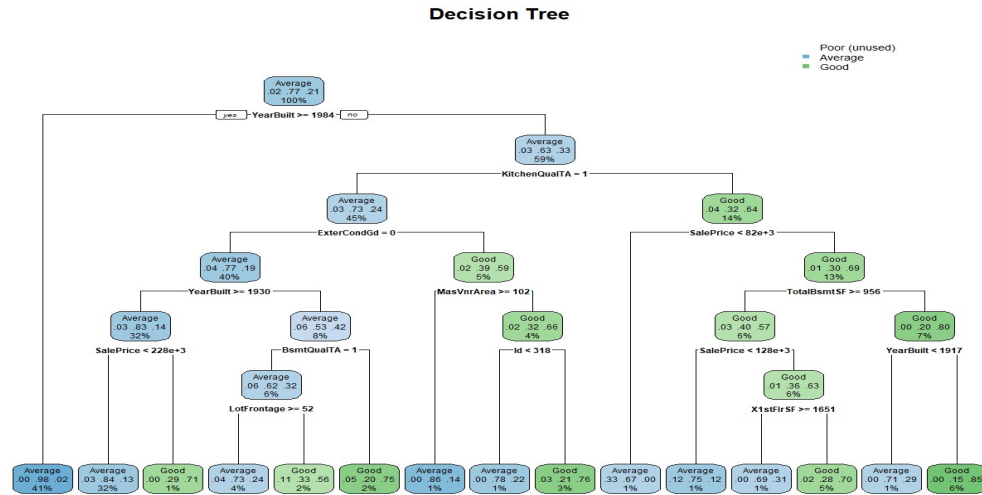 Decision Tree
Poor (unused)
Average
Good
Average
.02 .77 .21
100%
yes YearBuilt >= 1984 no
Average
.03 .63 .33
59%
KitchenQualTA = 1
Average
.03 .73 .24
45%
Good
.04 .32 .64
14%
ExterCondGd = 0
SalePrice < 82e+3
Average
.04 .77 .19
40%
Good
.02 .39 .59
5%
Good
.01 .30 .69
13%
YearBuilt >= 1930
MasVnrArea >= 102
TotalBsmtSF >= 956
Average
.03 .83 .14
32%
Average
.06 .53 .42
8%
Good
.02 .32 .66
4%
Good
.03 .40 .57
6%
Good
.00 .20 .80
7%
SalePrice < 228e+3
BsmtQualTA = 1
Id < 318
SalePrice < 128e+3
YearBuilt < 1917
Average
.06 .62 .32
6%
Good
.01 .36 .63
6%
LotFrontage >= 52
X1stFlrSF >= 1651
Average
.00 .98 .02
41%
Average
.03 .84 .13
32%
Good
.00 .29 .71
1%
Average
.04 .73 .24
4%
Good
.11 .33 .56
2%
Good
.05 .20 .75
2%
Average
.00 .86 .14
1%
Average
.00 .78 .22
1%
Good
.03 .21 .76
3%
Average
.33 .67 .00
1%
Average
.12 .75 .12
1%
Average
.00 .69 .31
1%
Good
.02 .28 .70
5%
Average
.00 .71 .29
1%
Good
.00 .15 .85
6%